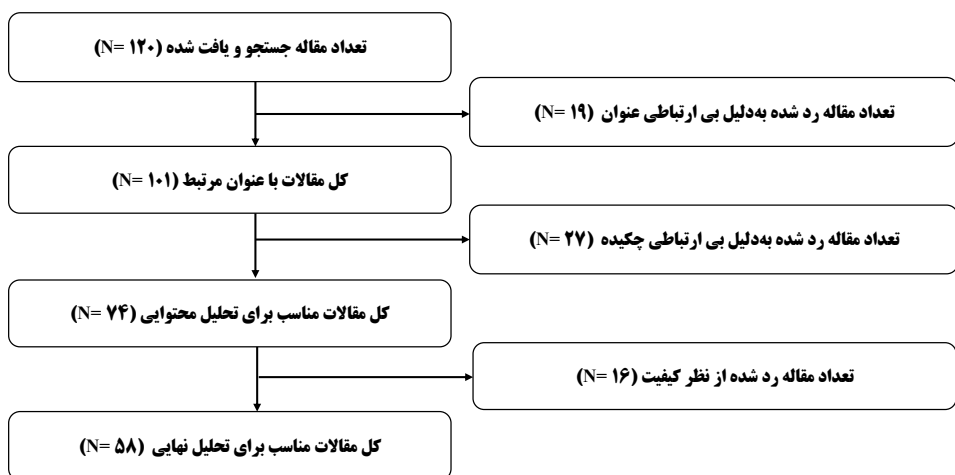 تعداد مقاله جستجو و یافت شده (N= ۱۲۰)
تعداد مقاله رد شده به‌دلیل بی ارتباطی عنوان (N= ۱۹)
کل مقالات با عنوان مرتبط (N= ۱۰۱)
تعداد مقاله رد شده به‌دلیل بی ارتباطی چکیده (N= ۲۷)
کل مقالات مناسب برای تحلیل محتوایی (N= ۷۴)
تعداد مقاله رد شده از نظر کیفیت (N= ۱۶)
کل مقالات مناسب برای تحلیل نهایی (N= ۵۸)